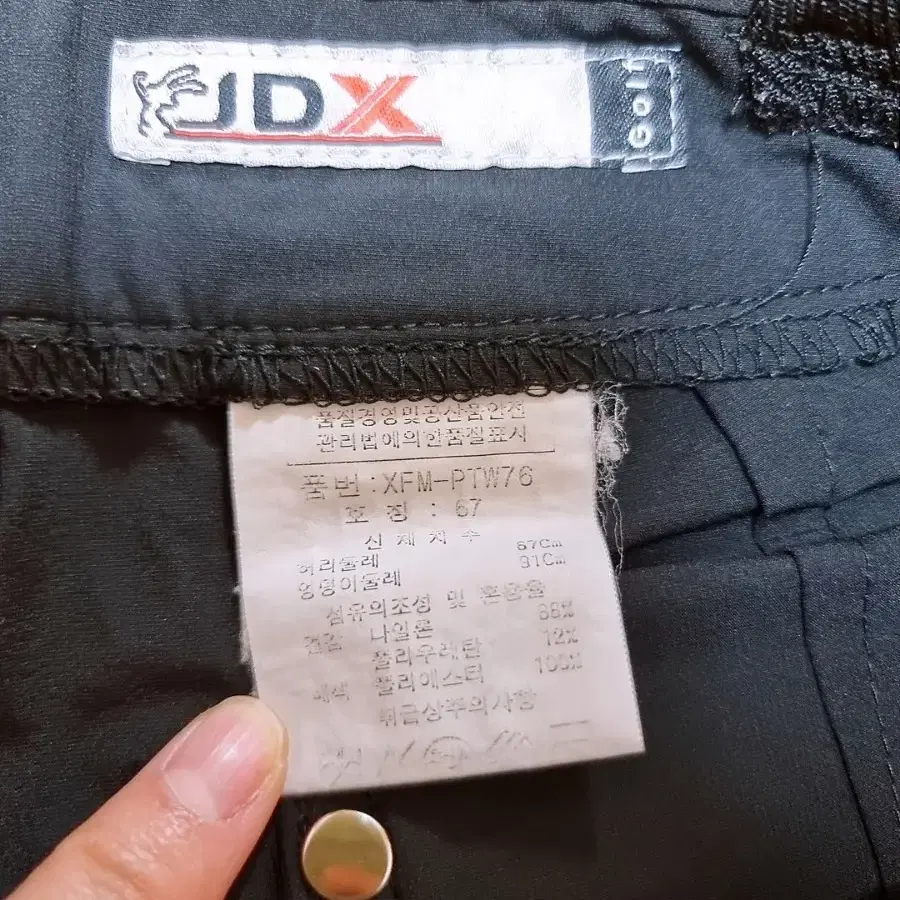 JDX
GOLF
품질경영및공산품안전
관리법에의한품질표시
품번:XFM-PTW76
호칭 : 67
신체치수
허리둘레 67Cm
엉덩이둘레 91Cm
섬유의조성 및 혼용율
겉감 나일론 88%
폴리우레탄 12%
배색 폴리에스터 100%
취급상주의사항